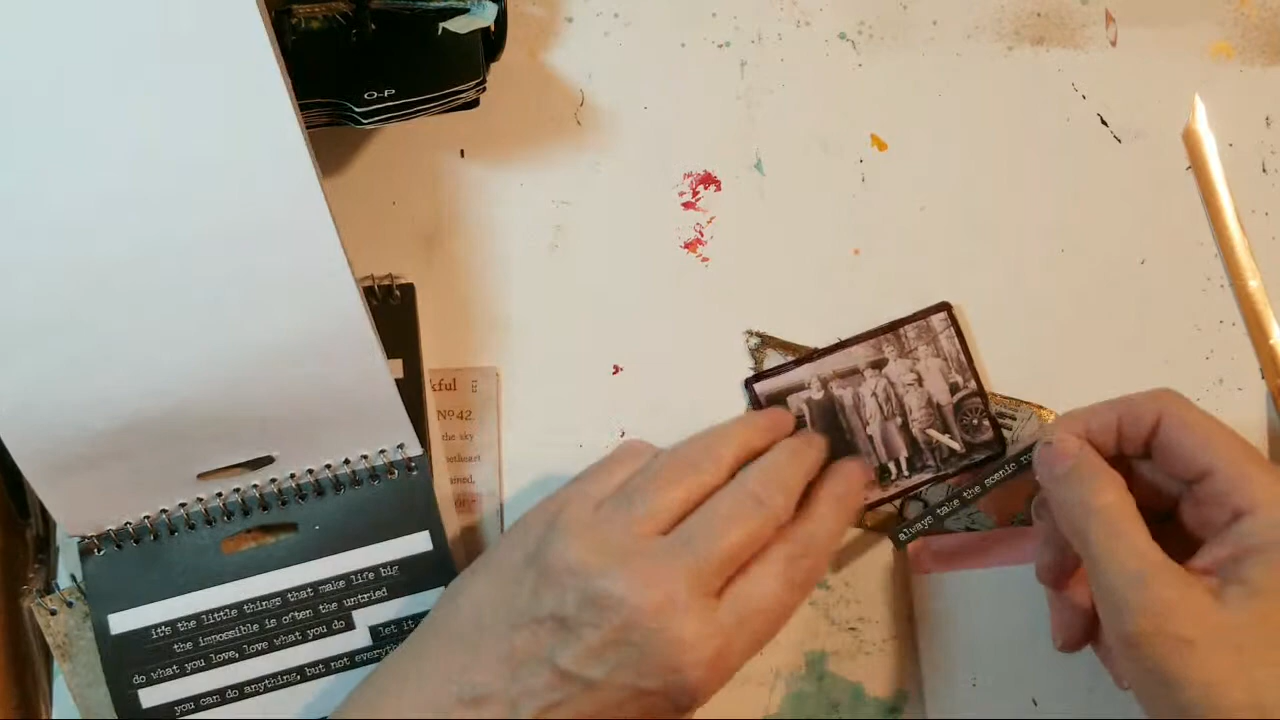 O-P
kful
Nº42
the sky
ained,
always take the scenic
it's the little things that make life big
the impossible is often the untried
do what you love, love what you do
let it
you can do anything, but not everyth